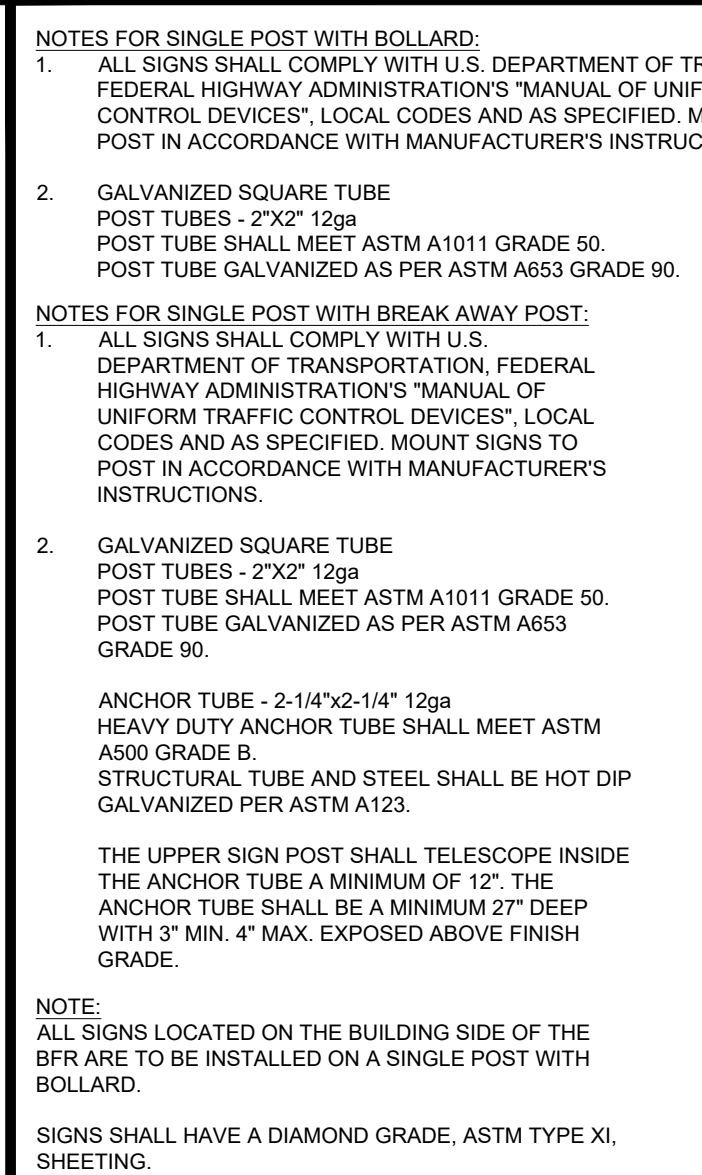 NOTES FOR SINGLE POST WITH BOLLARD:
1. ALL SIGNS SHALL COMPLY WITH U.S. DEPARTMENT OF TR
FEDERAL HIGHWAY ADMINISTRATION'S "MANUAL OF UNIF
CONTROL DEVICES", LOCAL CODES AND AS SPECIFIED. M
POST IN ACCORDANCE WITH MANUFACTURER'S INSTRUC
2. GALVANIZED SQUARE TUBE
POST TUBES - 2"X2" 12ga
POST TUBE SHALL MEET ASTM A1011 GRADE 50.
POST TUBE GALVANIZED AS PER ASTM A653 GRADE 90.
NOTES FOR SINGLE POST WITH BREAK AWAY POST:
1. ALL SIGNS SHALL COMPLY WITH U.S.
DEPARTMENT OF TRANSPORTATION, FEDERAL
HIGHWAY ADMINISTRATION'S "MANUAL OF
UNIFORM TRAFFIC CONTROL DEVICES", LOCAL
CODES AND AS SPECIFIED. MOUNT SIGNS TO
POST IN ACCORDANCE WITH MANUFACTURER'S
INSTRUCTIONS.
2. GALVANIZED SQUARE TUBE
POST TUBES - 2"X2" 12ga
POST TUBE SHALL MEET ASTM A1011 GRADE 50.
POST TUBE GALVANIZED AS PER ASTM A653
GRADE 90.
ANCHOR TUBE - 2-1/4"x2-1/4" 12ga
HEAVY DUTY ANCHOR TUBE SHALL MEET ASTM
A500 GRADE B.
STRUCTURAL TUBE AND STEEL SHALL BE HOT DIP
GALVANIZED PER ASTM A123.
THE UPPER SIGN POST SHALL TELESCOPE INSIDE
THE ANCHOR TUBE A MINIMUM OF 12". THE
ANCHOR TUBE SHALL BE A MINIMUM 27" DEEP
WITH 3" MIN. 4" MAX. EXPOSED ABOVE FINISH
GRADE.
NOTE:
ALL SIGNS LOCATED ON THE BUILDING SIDE OF THE
BFR ARE TO BE INSTALLED ON A SINGLE POST WITH
BOLLARD.
SIGNS SHALL HAVE A DIAMOND GRADE, ASTM TYPE XI,
SHEETING.